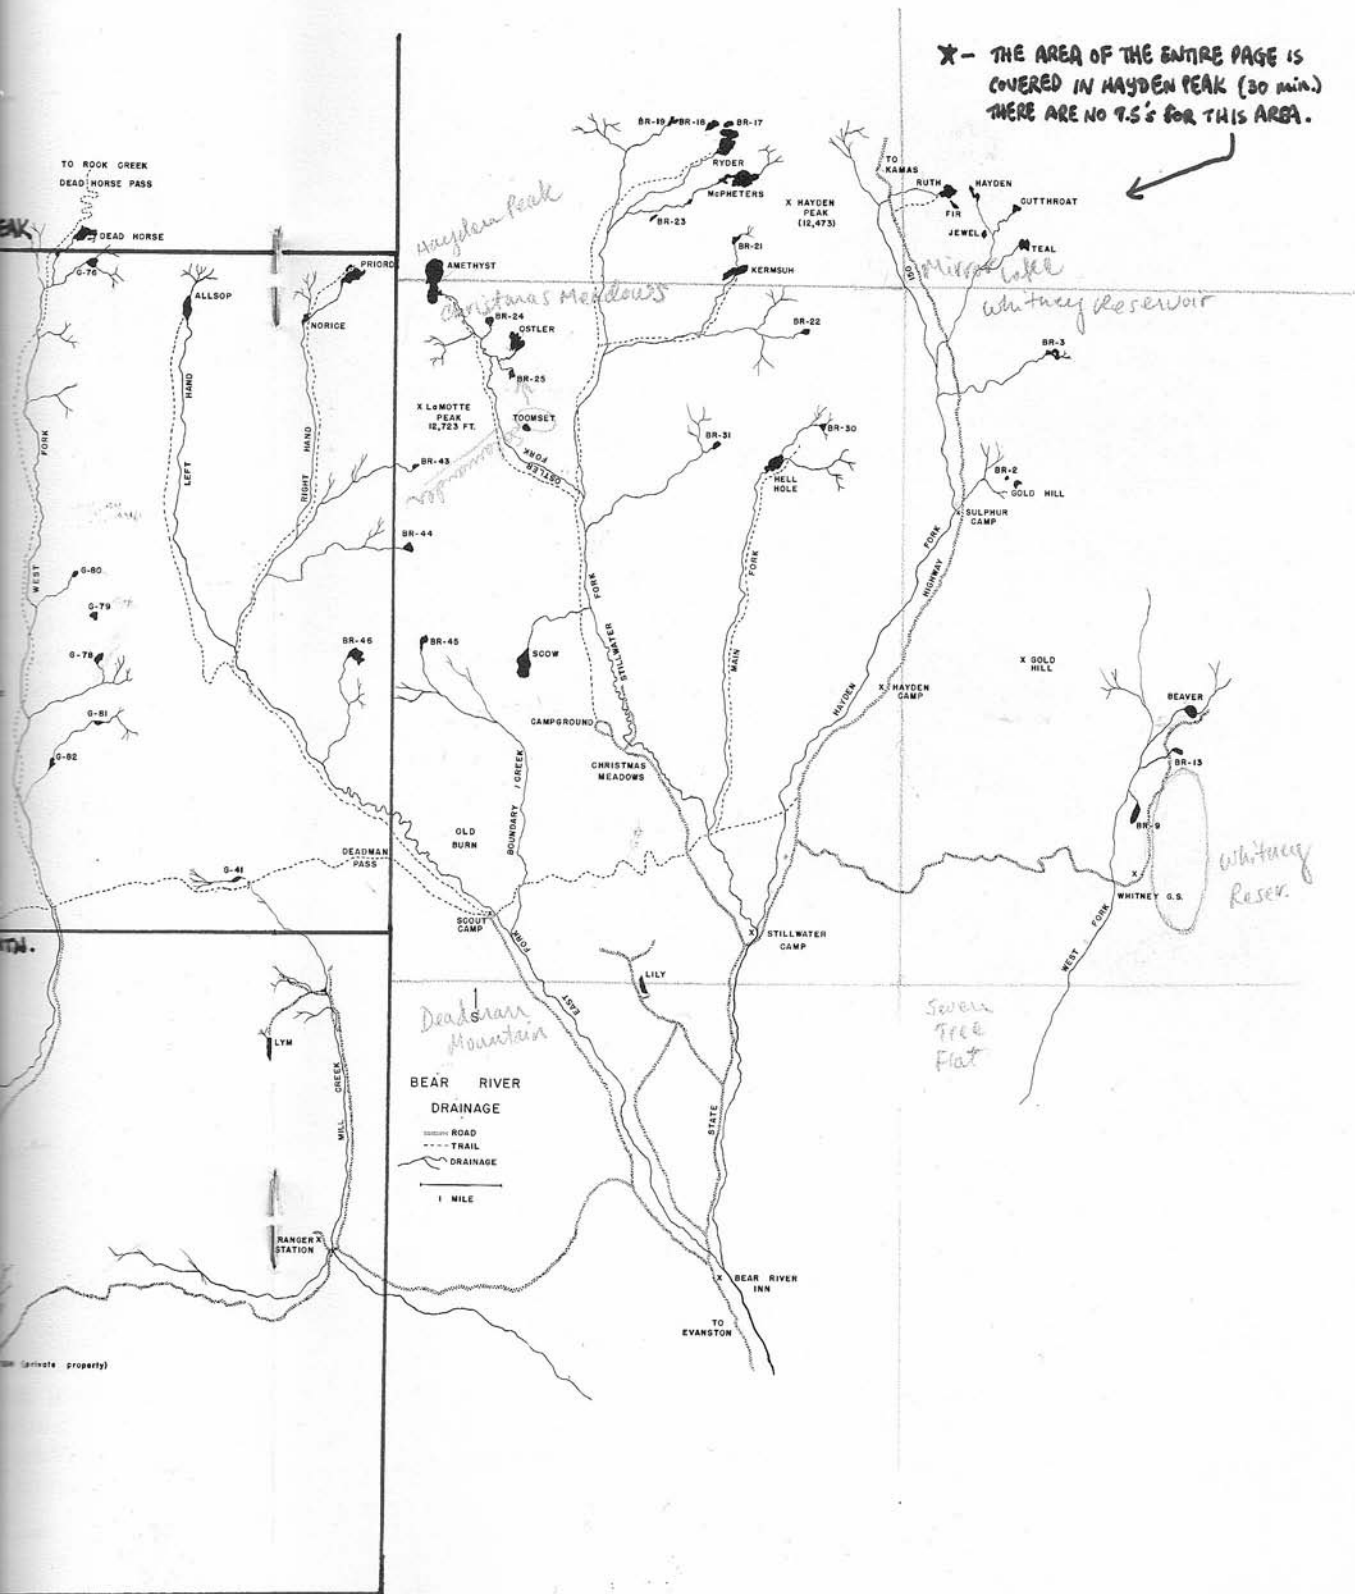 ✭ - THE AREA OF THE ENTIRE PAGE IS
COVERED IN HAYDEN PEAK (30 min.)
THERE ARE NO 7.5's FOR THIS AREA.
TO ROCK CREEK
DEAD HORSE PASS
DEAD HORSE
G-76
ALLSOP
PRIORD
NORICE
Hayden Peak
AMETHYST
Christmas Meadows
BR-24
OSTLER
BR-25
X LaMOTTE
PEAK
12,723 FT.
TOOMSET
BR-19
BR-18
BR-17
RYDER
McPHETERS
BR-23
X HAYDEN
PEAK
(12,473)
BR-21
KERMSUH
BR-22
TO
KAMAS
RUTH
HAYDEN
FIR
CUTTHROAT
JEWEL
TEAL
150
Mirror Lake
Whitney Reservoir
BR-3
WEST FORK
LEFT HAND
RIGHT HAND
BR-43
BR-44
OSTLER FORK
BR-31
BR-30
HELL
HOLE
BR-2
GOLD HILL
SULPHUR
CAMP
G-80
G-79
G-78
G-81
G-82
BR-46
BR-45
SCOW
STILLWATER FORK
MAIN FORK
HAYDEN FORK
HIGHWAY
X HAYDEN
CAMP
X GOLD
HILL
BEAVER
BR-13
BR-9
CAMPGROUND
CHRISTMAS
MEADOWS
BOUNDARY CREEK
OLD
BURN
DEADMAN
PASS
G-41
SCOUT
CAMP
X STILLWATER
CAMP
X
WHITNEY G.S.
Whitney
Reser.
WEST FORK
MTN.
LILY
EAST FORK
Deadman
Mountain
Seven
Tree
Flat
LYM
MILL CREEK
STATE
BEAR RIVER
DRAINAGE
ROAD
TRAIL
DRAINAGE
1 MILE
RANGER X
STATION
X BEAR RIVER
INN
TO
EVANSTON
(private property)